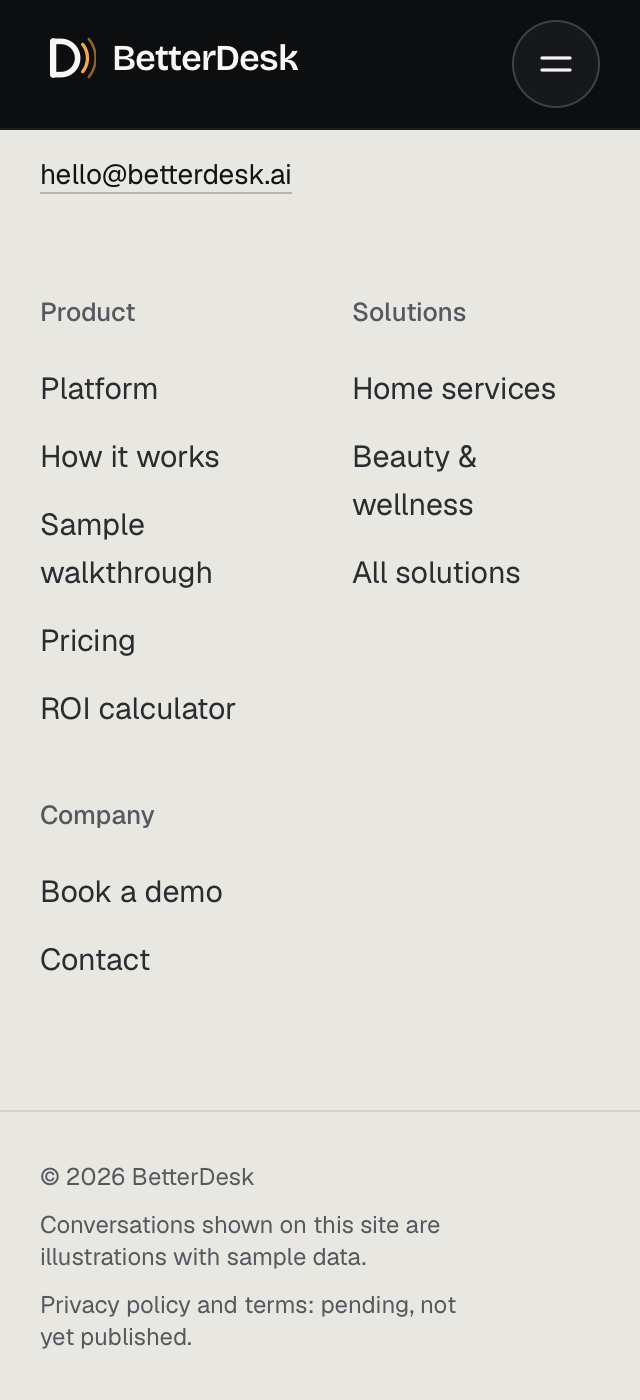 BetterDesk
hello@betterdesk.ai
Product
Platform
How it works
Sample
walkthrough
Pricing
ROI calculator
Solutions
Home services
Beauty &
wellness
All solutions
Company
Book a demo
Contact
© 2026 BetterDesk
Conversations shown on this site are
illustrations with sample data.
Privacy policy and terms: pending, not
yet published.